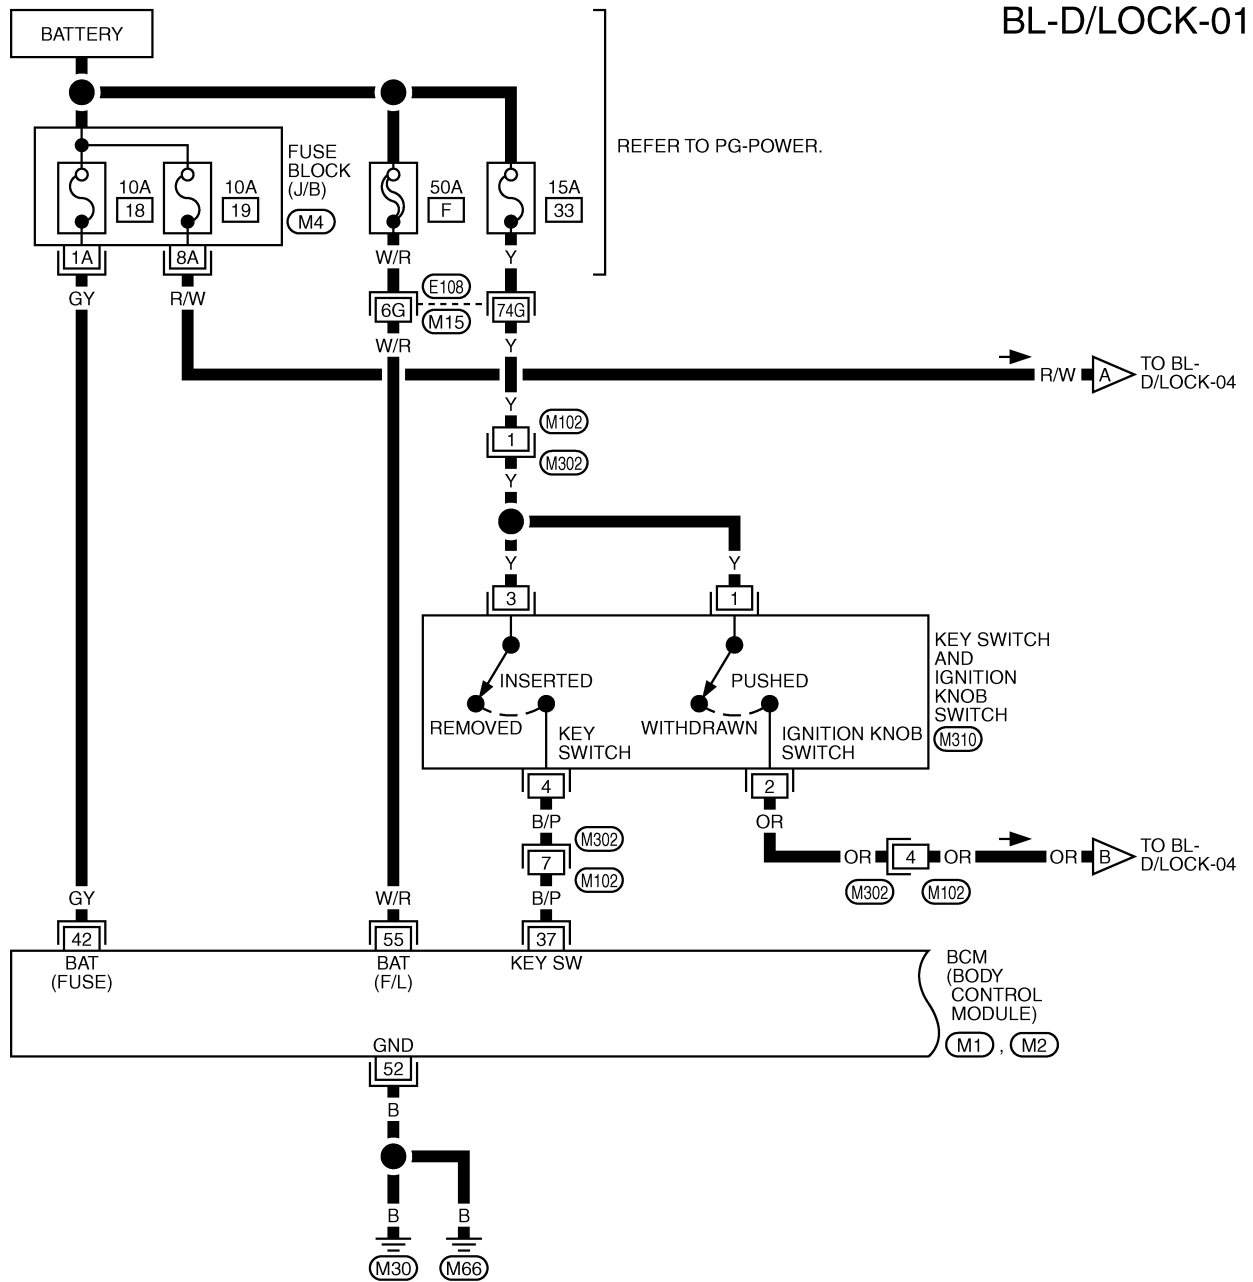 BL-D/LOCK-01
BATTERY
REFER TO PG-POWER.
FUSE
BLOCK
(J/B)
M4
10A
18
10A
19
50A
F
15A
33
1A
8A
W/R
Y
GY
R/W
6G
E108
M15
74G
W/R
Y
R/W
A
TO BL-
D/LOCK-04
Y
M102
1
M302
Y
Y
Y
3
1
KEY SWITCH
AND
IGNITION
KNOB
SWITCH
M310
INSERTED
REMOVED
KEY
SWITCH
PUSHED
WITHDRAWN
IGNITION KNOB
SWITCH
4
2
B/P
OR
M302
7
M102
OR
4
OR
OR
B
TO BL-
D/LOCK-04
M302
M102
GY
W/R
B/P
42
55
37
BAT
(FUSE)
BAT
(F/L)
KEY SW
BCM
(BODY
CONTROL
MODULE)
M1 , M2
GND
52
B
B
B
M30
M66